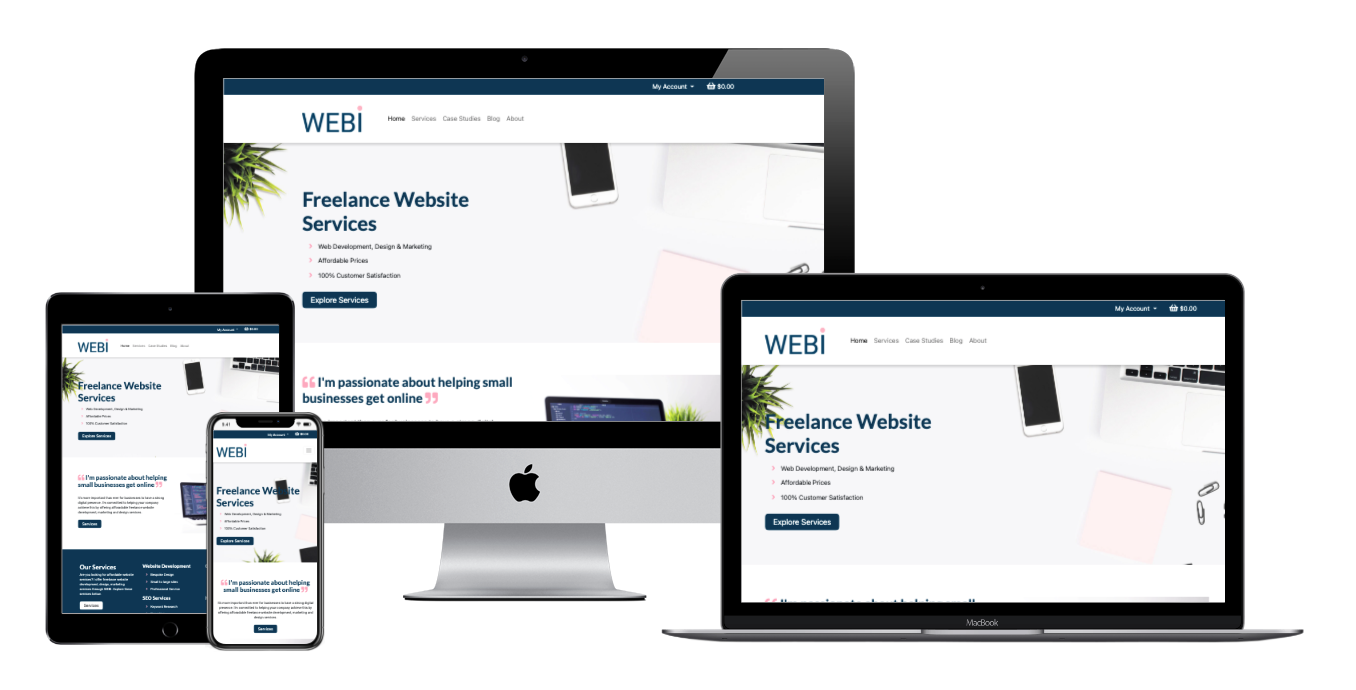 My Account $0.00
WEBi
Home Services Case Studies Blog About
Freelance Website
Services
Web Development, Design & Marketing
Affordable Prices
100% Customer Satisfaction
Explore Services
❝ I'm passionate about helping small
businesses get online ❞
My Account $0.00
WEBi
Home Services Case Studies Blog About
Freelance Website
Services
Web Development, Design & Marketing
Affordable Prices
100% Customer Satisfaction
Explore Services
MacBook
My Account $0.00
WEBi
Home Services Case Studies Blog About
Freelance Website
Services
Web Development, Design & Marketing
Affordable Prices
100% Customer Satisfaction
Explore Services
❝ I'm passionate about helping
small businesses get online ❞
Services
Our Services
Website Development
Bespoke Design
Small to large sites
Professional Service
SEO Services
Keyword Research
Services
9:41
My Account $0.00
WEBi
Freelance Website
Services
Web Development, Design & Marketing
Affordable Prices
100% Customer Satisfaction
Explore Services
❝ I'm passionate about helping
small businesses get online ❞
Services